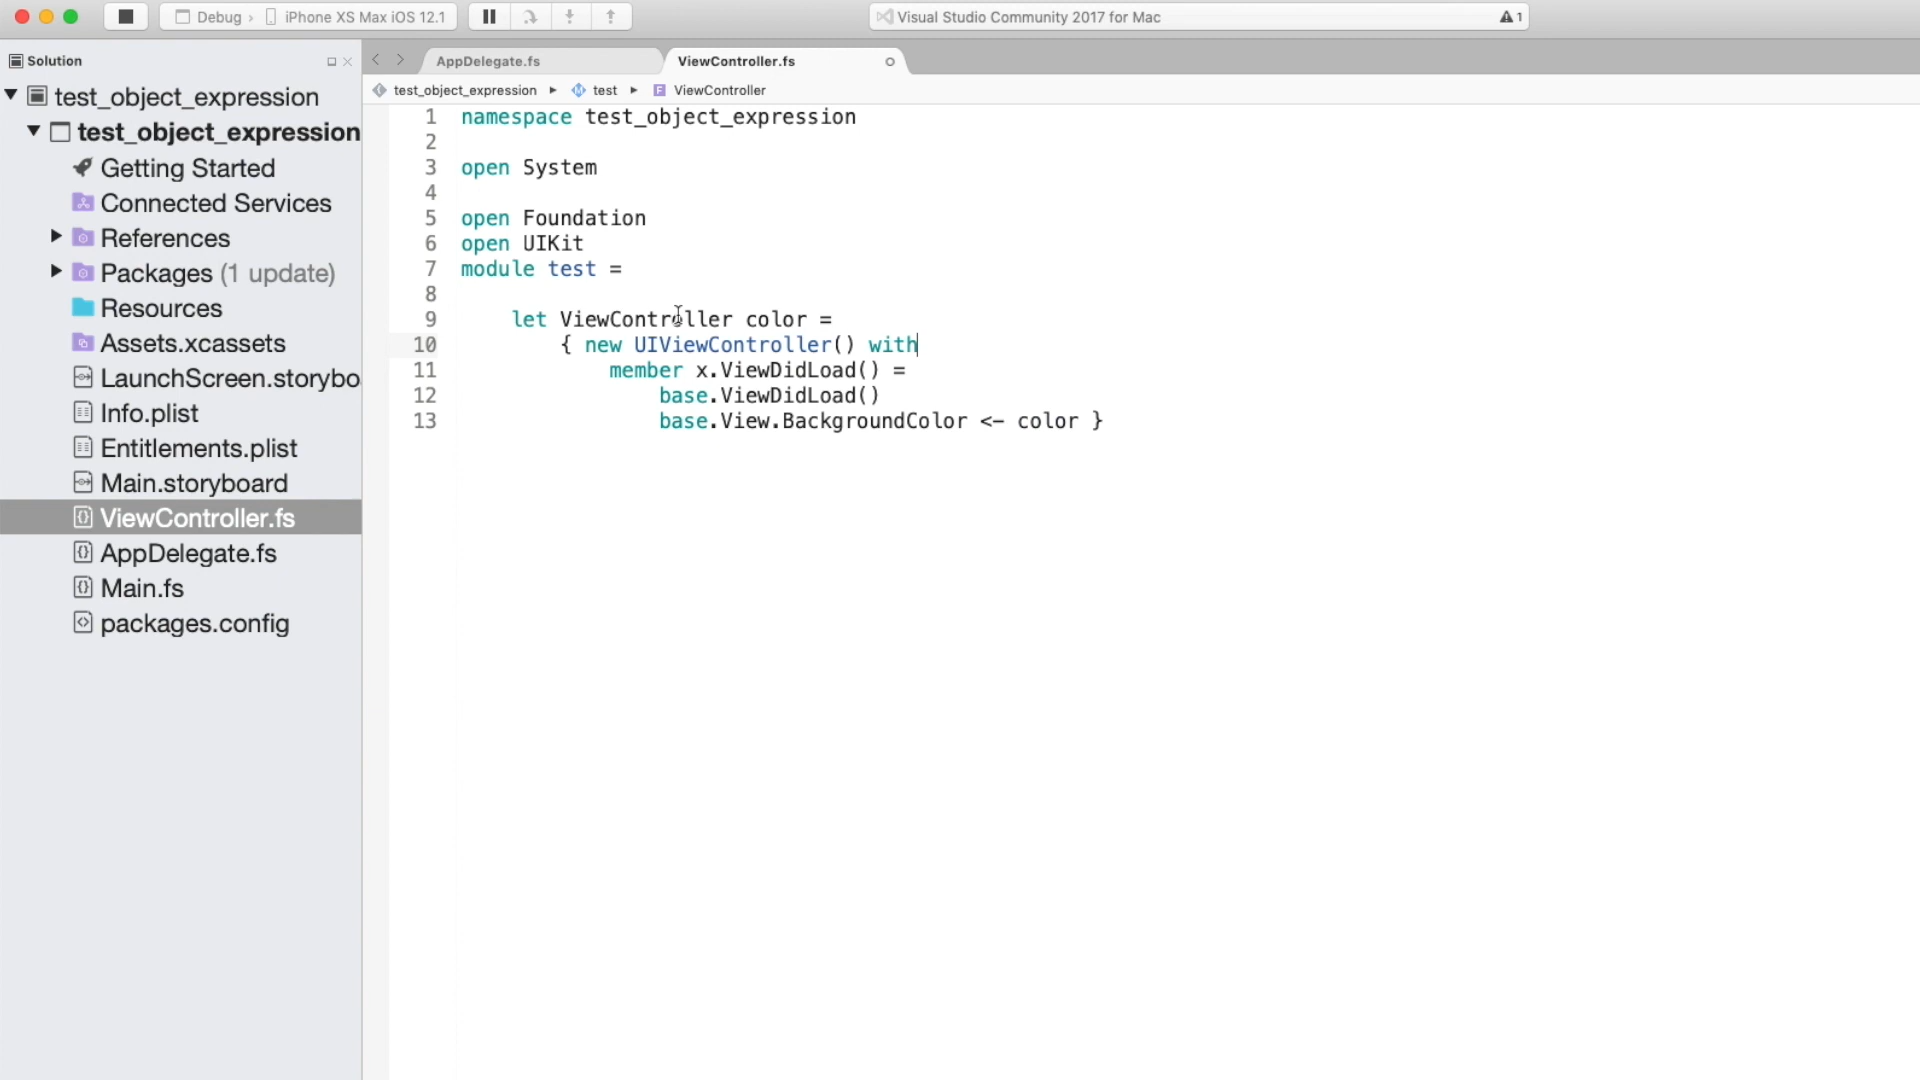 Debug › iPhone XS Max iOS 12.1
Visual Studio Community 2017 for Mac
1
Solution
test_object_expression
test_object_expression
Getting Started
Connected Services
References
Packages (1 update)
Resources
Assets.xcassets
LaunchScreen.storybo
Info.plist
Entitlements.plist
Main.storyboard
ViewController.fs
AppDelegate.fs
Main.fs
packages.config
AppDelegate.fs
ViewController.fs
test_object_expression ▸ test ▸ ViewController
1 namespace test_object_expression
2
3 open System
4
5 open Foundation
6 open UIKit
7 module test =
8
9 let ViewController color =
10 { new UIViewController() with
11 member x.ViewDidLoad() =
12 base.ViewDidLoad()
13 base.View.BackgroundColor <- color }